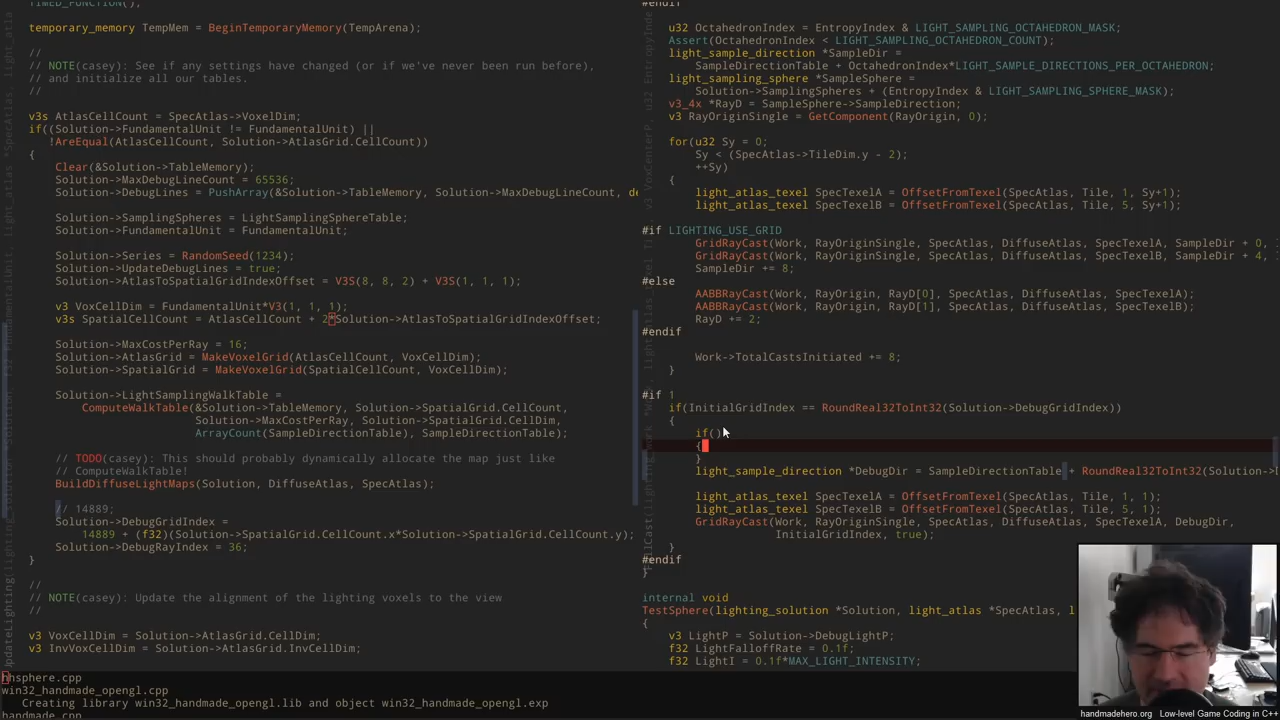 TIMED_FUNCTION();
temporary_memory TempMem = BeginTemporaryMemory(TempArena);
//
// NOTE(casey): See if any settings have changed (or if we've never been run before),
// and initialize all our tables.
//
v3s AtlasCellCount = SpecAtlas->VoxelDim;
if((Solution->FundamentalUnit != FundamentalUnit) ||
!AreEqual(AtlasCellCount, Solution->AtlasGrid.CellCount))
{
Clear(&Solution->TableMemory);
Solution->MaxDebugLineCount = 65536;
Solution->DebugLines = PushArray(&Solution->TableMemory, Solution->MaxDebugLineCount, de
Solution->SamplingSpheres = LightSamplingSphereTable;
Solution->FundamentalUnit = FundamentalUnit;
Solution->Series = RandomSeed(1234);
Solution->UpdateDebugLines = true;
Solution->AtlasToSpatialGridIndexOffset = V3S(8, 8, 2) + V3S(1, 1, 1);
v3 VoxCellDim = FundamentalUnit*V3(1, 1, 1);
v3s SpatialCellCount = AtlasCellCount + 2*Solution->AtlasToSpatialGridIndexOffset;
Solution->MaxCostPerRay = 16;
Solution->AtlasGrid = MakeVoxelGrid(AtlasCellCount, VoxCellDim);
Solution->SpatialGrid = MakeVoxelGrid(SpatialCellCount, VoxCellDim);
Solution->LightSamplingWalkTable =
ComputeWalkTable(&Solution->TableMemory, Solution->SpatialGrid.CellCount,
Solution->MaxCostPerRay, Solution->SpatialGrid.CellDim,
ArrayCount(SampleDirectionTable), SampleDirectionTable);
// TODO(casey): This should probably dynamically allocate the map just like
// ComputeWalkTable!
BuildDiffuseLightMaps(Solution, DiffuseAtlas, SpecAtlas);
// 14889;
Solution->DebugGridIndex =
14889 + (f32)(Solution->SpatialGrid.CellCount.x*Solution->SpatialGrid.CellCount.y);
Solution->DebugRayIndex = 36;
}
//
// NOTE(casey): Update the alignment of the lighting voxels to the view
//
v3 VoxCellDim = Solution->AtlasGrid.CellDim;
v3 InvVoxCellDim = Solution->AtlasGrid.InvCellDim;
#endif
u32 OctahedronIndex = EntropyIndex & LIGHT_SAMPLING_OCTAHEDRON_MASK;
Assert(OctahedronIndex < LIGHT_SAMPLING_OCTAHEDRON_COUNT);
light_sample_direction *SampleDir =
SampleDirectionTable + OctahedronIndex*LIGHT_SAMPLE_DIRECTIONS_PER_OCTAHEDRON;
light_sampling_sphere *SampleSphere =
Solution->SamplingSpheres + (EntropyIndex & LIGHT_SAMPLING_SPHERE_MASK);
v3_4x *RayD = SampleSphere->SampleDirection;
v3 RayOriginSingle = GetComponent(RayOrigin, 0);
for(u32 Sy = 0;
Sy < (SpecAtlas->TileDim.y - 2);
++Sy)
{
light_atlas_texel SpecTexelA = OffsetFromTexel(SpecAtlas, Tile, 1, Sy+1);
light_atlas_texel SpecTexelB = OffsetFromTexel(SpecAtlas, Tile, 5, Sy+1);
#if LIGHTING_USE_GRID
GridRayCast(Work, RayOriginSingle, SpecAtlas, DiffuseAtlas, SpecTexelA, SampleDir + 0,
GridRayCast(Work, RayOriginSingle, SpecAtlas, DiffuseAtlas, SpecTexelB, SampleDir + 4,
SampleDir += 8;
#else
AABBRayCast(Work, RayOrigin, RayD[0], SpecAtlas, DiffuseAtlas, SpecTexelA);
AABBRayCast(Work, RayOrigin, RayD[1], SpecAtlas, DiffuseAtlas, SpecTexelB);
RayD += 2;
#endif
Work->TotalCastsInitiated += 8;
}
#if 1
if(InitialGridIndex == RoundReal32ToInt32(Solution->DebugGridIndex))
{
if()
{
}
light_sample_direction *DebugDir = SampleDirectionTable + RoundReal32ToInt32(Solution->
light_atlas_texel SpecTexelA = OffsetFromTexel(SpecAtlas, Tile, 1, 1);
light_atlas_texel SpecTexelB = OffsetFromTexel(SpecAtlas, Tile, 5, 1);
GridRayCast(Work, RayOriginSingle, SpecAtlas, DiffuseAtlas, SpecTexelA, DebugDir,
InitialGridIndex, true);
}
#endif
}
internal void
TestSphere(lighting_solution *Solution, light_atlas *SpecAtlas, l
{
v3 LightP = Solution->DebugLightP;
f32 LightFalloffRate = 0.1f;
f32 LightI = 0.1f*MAX_LIGHT_INTENSITY;
hhsphere.cpp
win32_handmade_opengl.cpp
Creating library win32_handmade_opengl.lib and object win32_handmade_opengl.exp
handmade.cpp
handmadehero.org Low-level Game Coding in C++